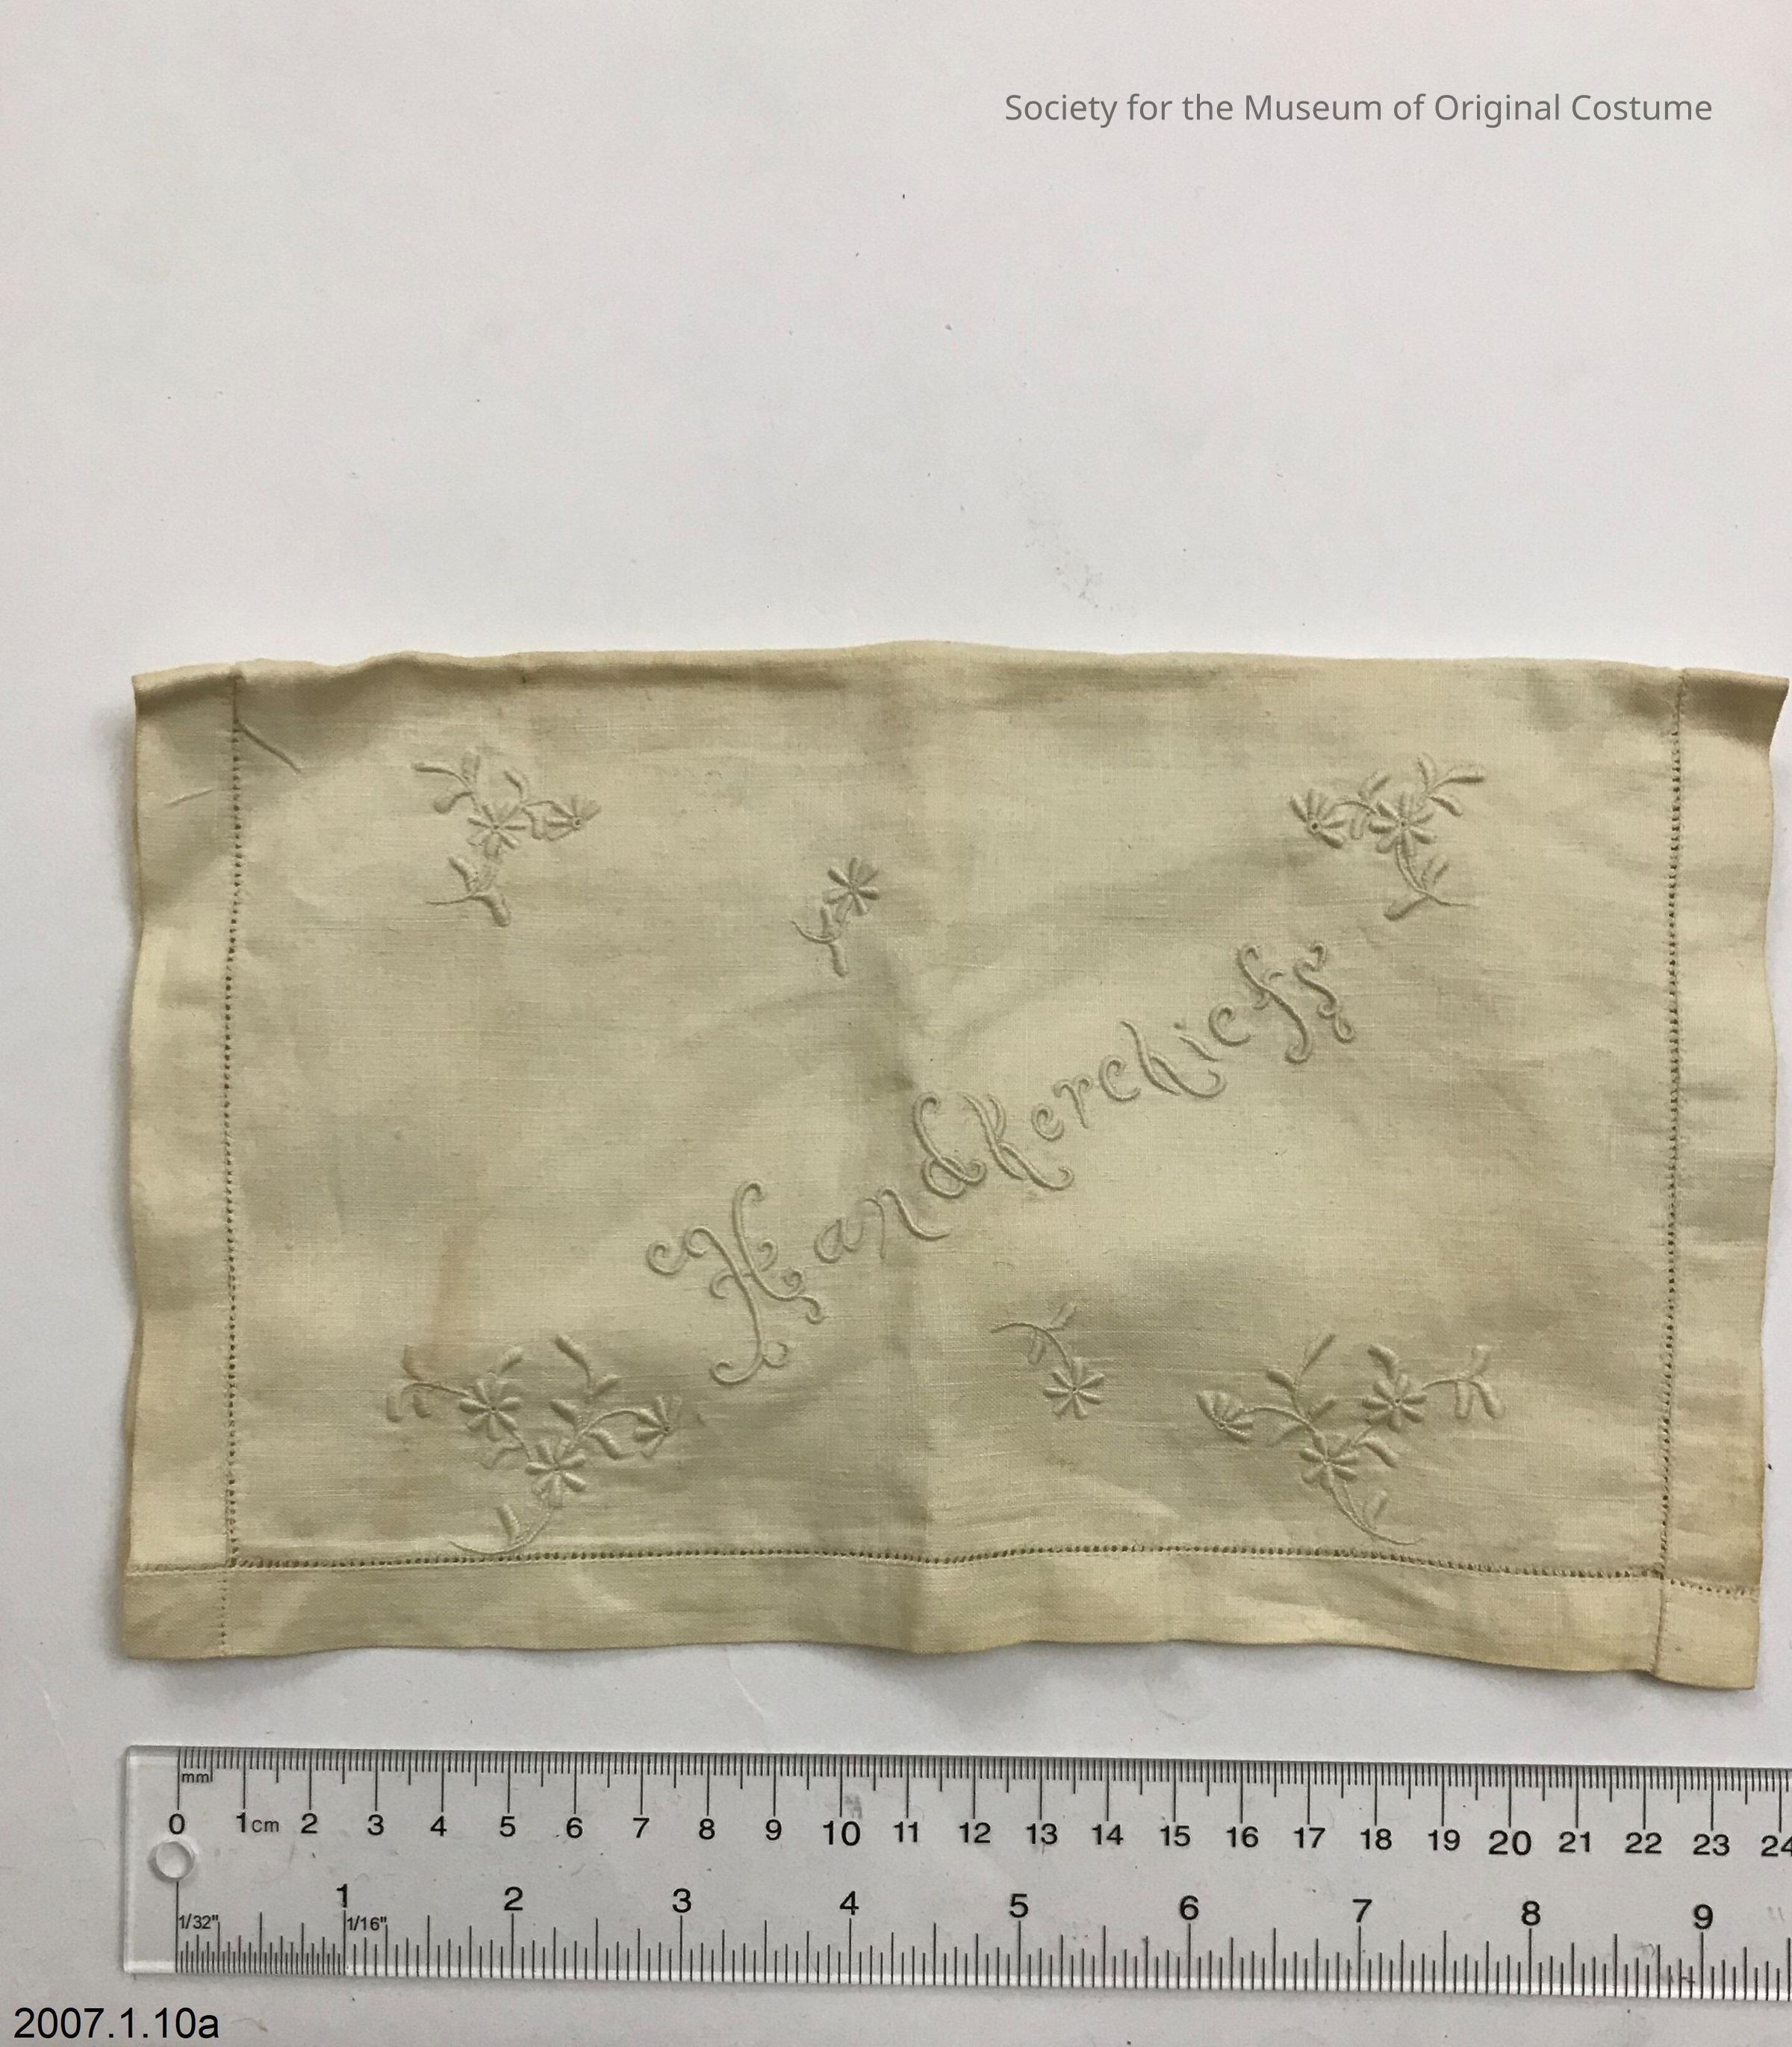 Society for the Museum of Original Costume
Handkerchiefs
mm
0 1cm 2 3 4 5 6 7 8 9 10 11 12 13 14 15 16 17 18 19 20 21 22 23 24
1 2 3 4 5 6 7 8 9
1/32" 1/16"
2007.1.10a